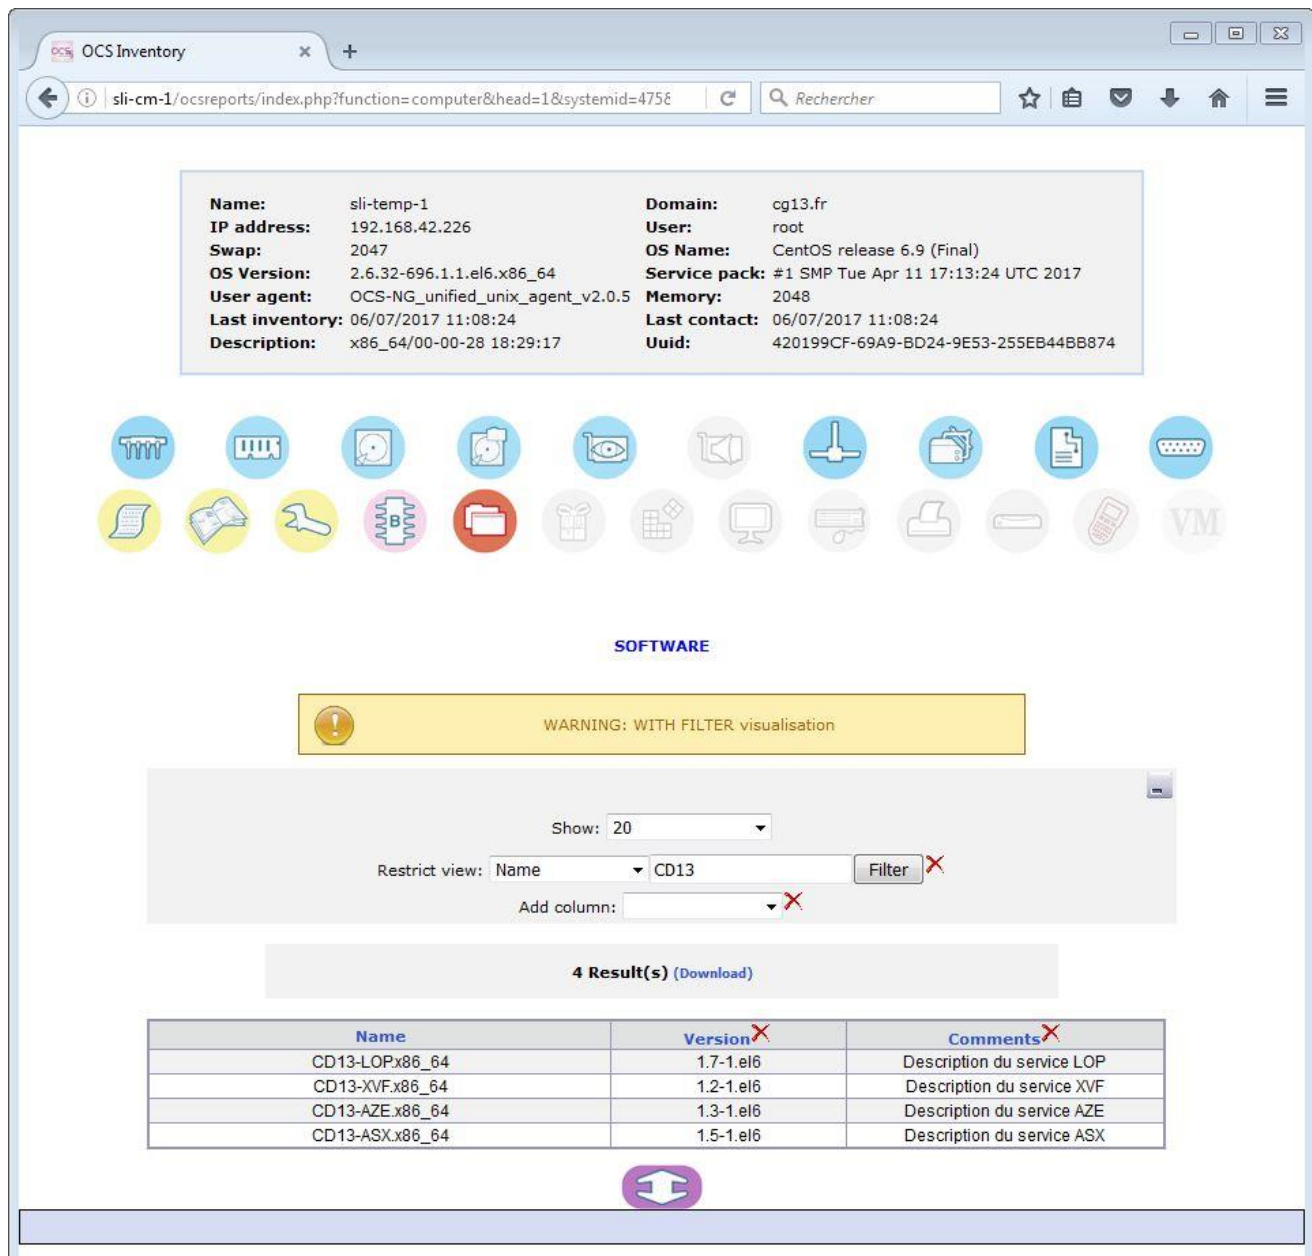 OCS Inventory
sli-cm-1/ocsreports/index.php?function=computer&head=1&systemid=4758
Rechercher
Name: sli-temp-1 Domain: cg13.fr
IP address: 192.168.42.226 User: root
Swap: 2047 OS Name: CentOS release 6.9 (Final)
OS Version: 2.6.32-696.1.1.el6.x86_64 Service pack: #1 SMP Tue Apr 11 17:13:24 UTC 2017
User agent: OCS-NG_unified_unix_agent_v2.0.5 Memory: 2048
Last inventory: 06/07/2017 11:08:24 Last contact: 06/07/2017 11:08:24
Description: x86_64/00-00-28 18:29:17 Uuid: 420199CF-69A9-BD24-9E53-255EB44BB874
B
VM
SOFTWARE
WARNING: WITH FILTER visualisation
Show: 20
Restrict view: Name CD13 Filter
Add column:
4 Result(s) (Download)
Name Version Comments
CD13-LOP.x86_64 1.7-1.el6 Description du service LOP
CD13-XVF.x86_64 1.2-1.el6 Description du service XVF
CD13-AZE.x86_64 1.3-1.el6 Description du service AZE
CD13-ASX.x86_64 1.5-1.el6 Description du service ASX